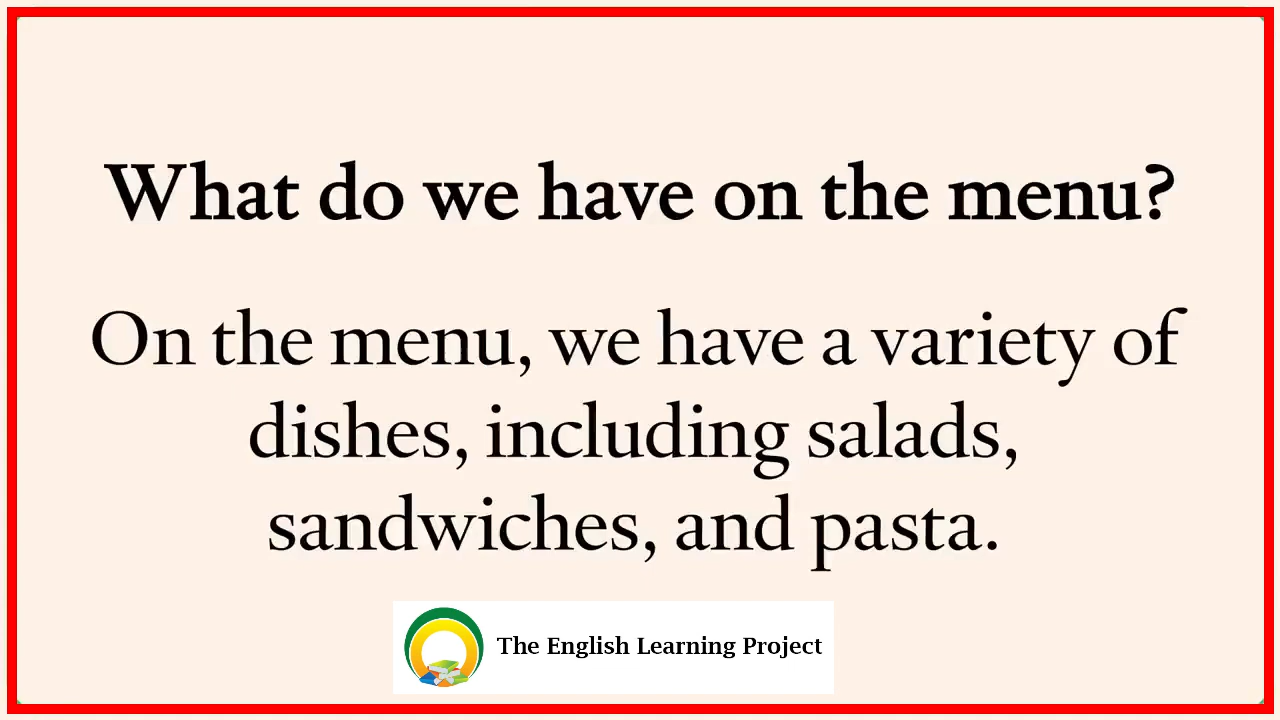 What do we have on the menu?
On the menu, we have a variety of
dishes, including salads,
sandwiches, and pasta.
The English Learning Project